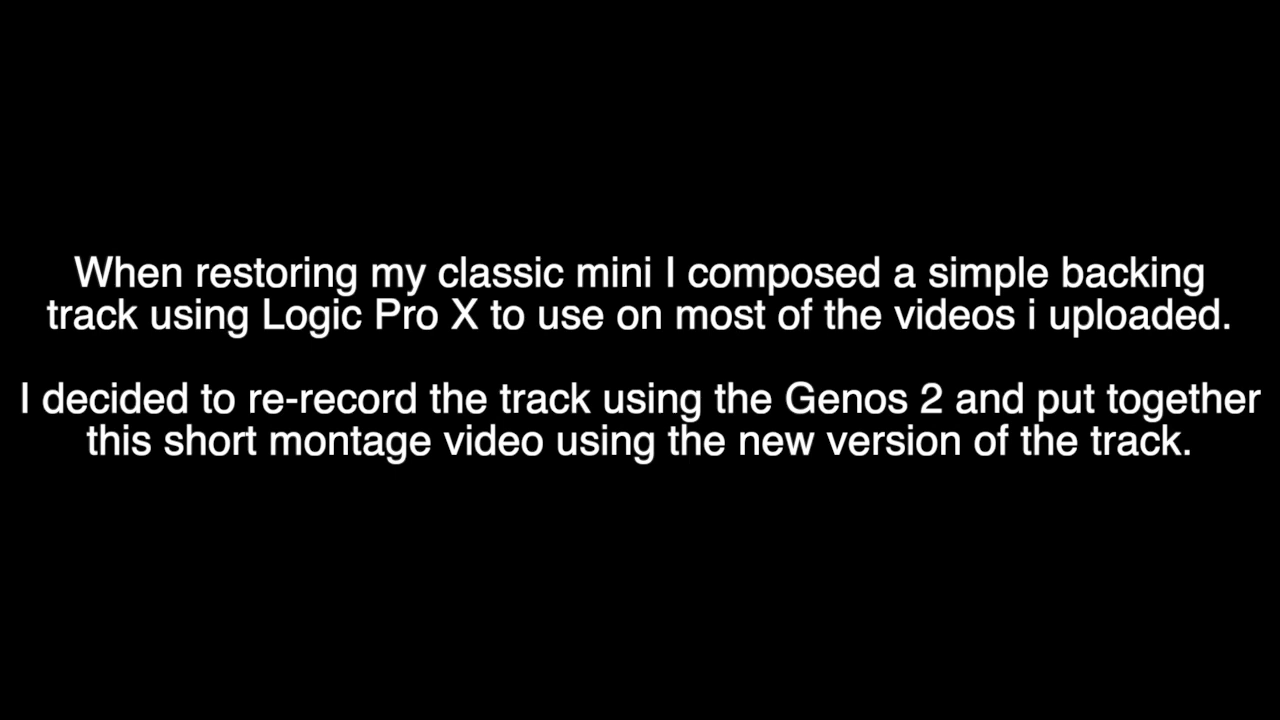 When restoring my classic mini I composed a simple backing
track using Logic Pro X to use on most of the videos i uploaded.
I decided to re-record the track using the Genos 2 and put together
this short montage video using the new version of the track.